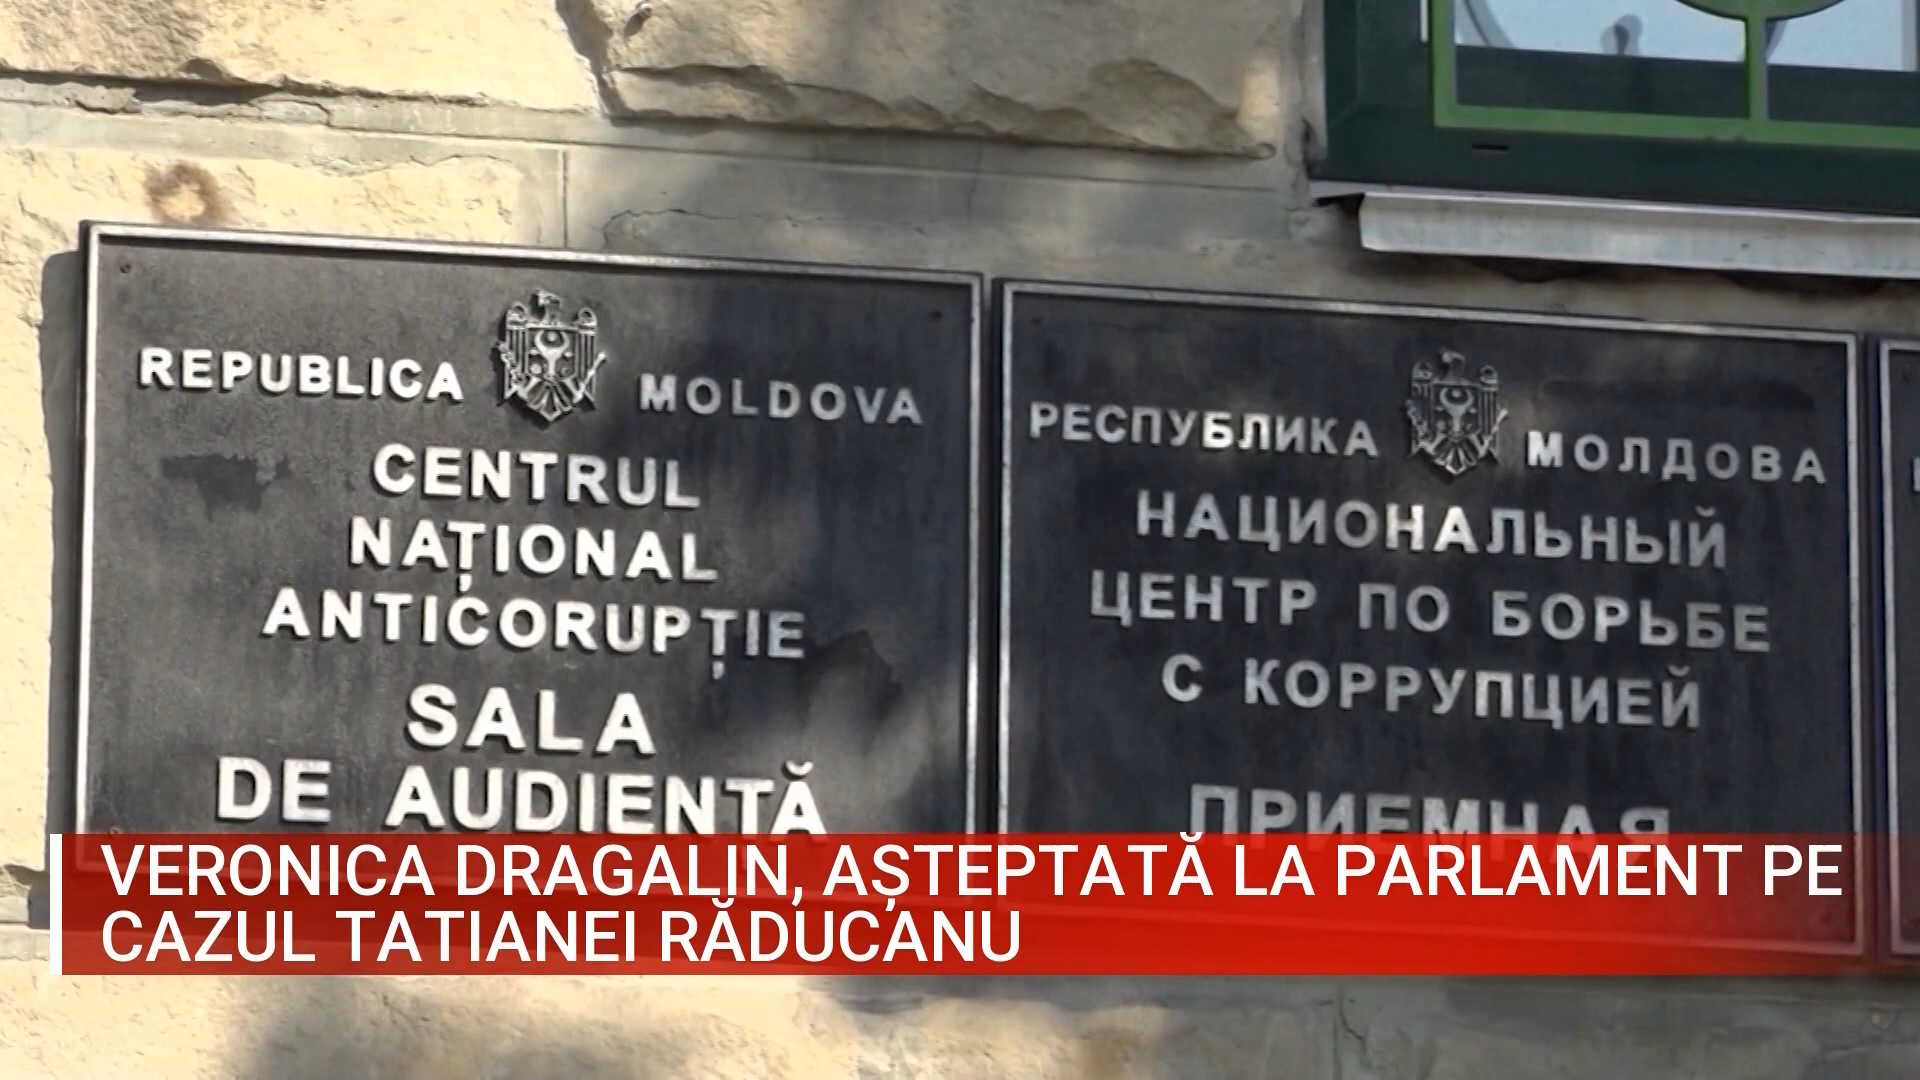 REPUBLICA MOLDOVA
CENTRUL
NAȚIONAL
ANTICORUPȚIE
SALA
DE AUDIENȚĂ
РЕСПУБЛИКА МОЛДОВА
НАЦИОНАЛЬНЫЙ
ЦЕНТР ПО БОРЬБЕ
С КОРРУПЦИЕЙ
ПРИЕМНАЯ
VERONICA DRAGALIN, AȘTEPTATĂ LA PARLAMENT PE
CAZUL TATIANEI RĂDUCANU